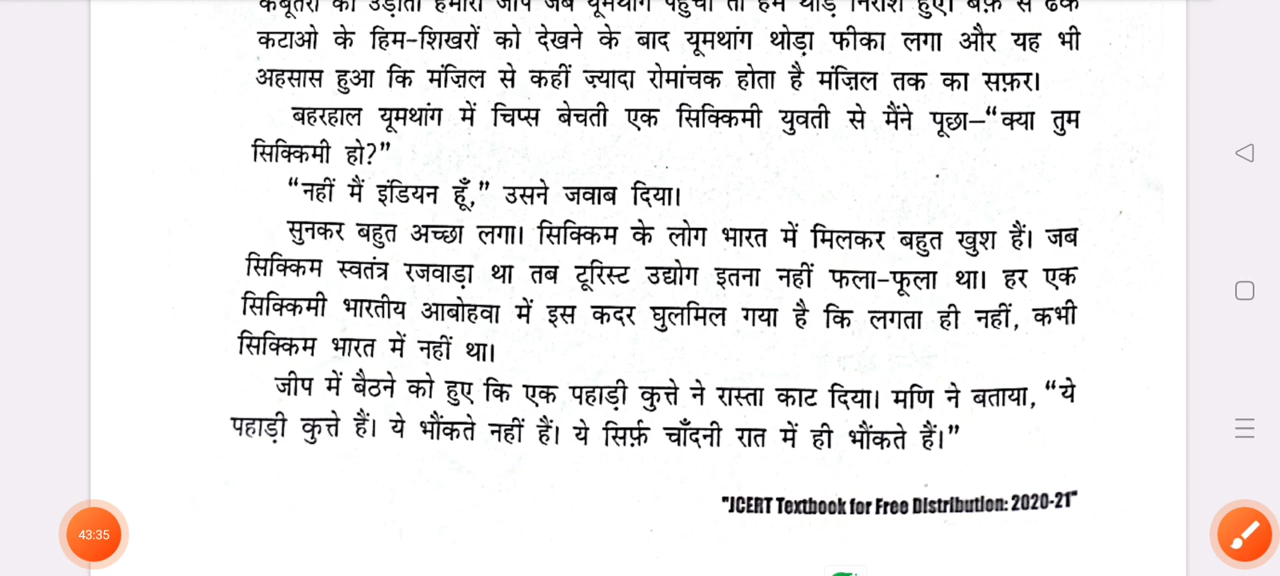 कबूतरों को उड़ाती हमारी जीप जब यूमथांग पहुँची तो हम थोड़े निराश हुए। बर्फ़ से ढके
कटाओ के हिम-शिखरों को देखने के बाद यूमथांग थोड़ा फीका लगा और यह भी
अहसास हुआ कि मंज़िल से कहीं ज़्यादा रोमांचक होता है मंज़िल तक का सफ़र।
बहरहाल यूमथांग में चिप्स बेचती एक सिक्किमी युवती से मैंने पूछा—“क्या तुम
सिक्किमी हो?”
“नहीं मैं इंडियन हूँ,” उसने जवाब दिया।
सुनकर बहुत अच्छा लगा। सिक्किम के लोग भारत में मिलकर बहुत खुश हैं। जब
सिक्किम स्वतंत्र रजवाड़ा था तब टूरिस्ट उद्योग इतना नहीं फला-फूला था। हर एक
सिक्किमी भारतीय आबोहवा में इस कदर घुलमिल गया है कि लगता ही नहीं, कभी
सिक्किम भारत में नहीं था।
जीप में बैठने को हुए कि एक पहाड़ी कुत्ते ने रास्ता काट दिया। मणि ने बताया, “ये
पहाड़ी कुत्ते हैं। ये भौंकते नहीं हैं। ये सिर्फ़ चाँदनी रात में ही भौंकते हैं।”
"JCERT Textbook for Free Distribution: 2020-21"
43:35